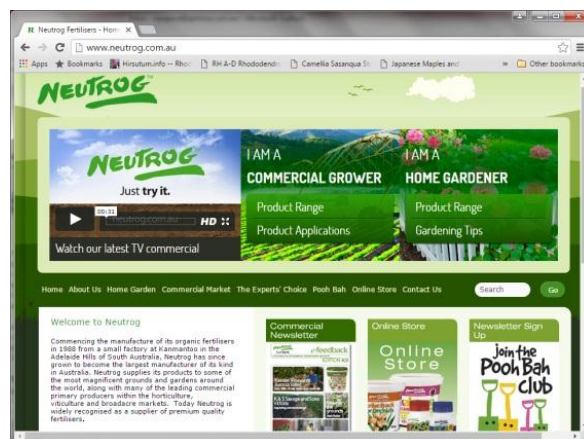 Neutrog Fertilisers - Hom
www.neutrog.com.au
Apps Bookmarks Hirsutum.info -- Rhod RH A-D Rhododendr Camellia Sasanqua St Japanese Maples and » Other bookmarks
NEUTROG
NEUTROG
Just try it.
00:31
neutrog.com.au HD
Watch our latest TV commercial
I AM A
COMMERCIAL GROWER
Product Range
Product Applications
I AM A
HOME GARDENER
Product Range
Gardening Tips
Home About Us Home Garden Commercial Market The Experts' Choice Pooh Bah Online Store Contact Us Search Go
Welcome to Neutrog
Commencing the manufacture of its organic fertilisers
in 1988 from a small factory at Kanmantoo in the
Adelaide Hills of South Australia, Neutrog has since
grown to become the largest manufacturer of its kind
in Australia. Neutrog supplies its products to some of
the most magnificent grounds and gardens around
the world, along with many of the leading commercial
primary producers within the horticulture,
viticulture and broadacre markets. Today Neutrog is
widely recognised as a supplier of premium quality
fertilisers.
Commercial
Newsletter
e-feedback
Online Store
Online
Store
Newsletter Sign
Up
Join the
Pooh Bah
club